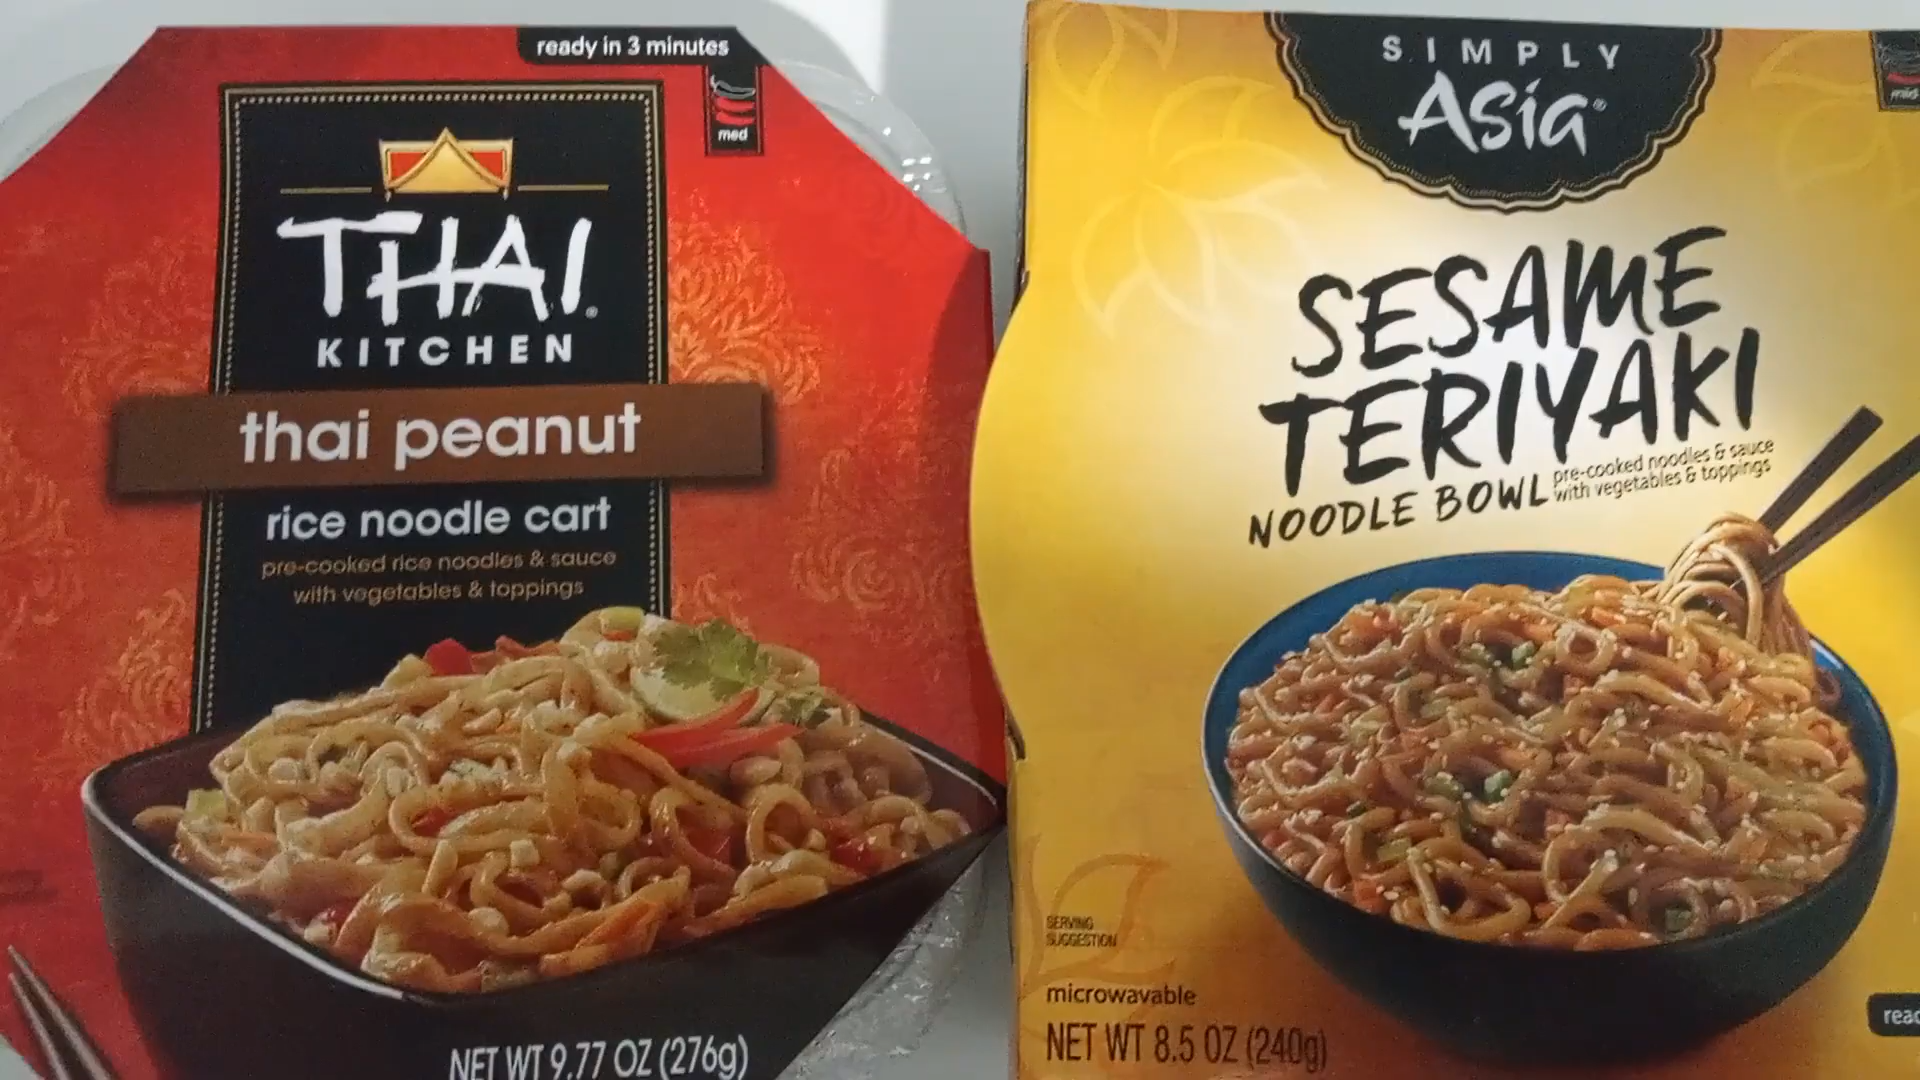 ready in 3 minutes
med
THAI
KITCHEN
thai peanut
rice noodle cart
pre-cooked rice noodles & sauce
with vegetables & toppings
NET WT 9.77 OZ (276g)
SIMPLY
Asia®
mild
SESAME
TERIYAKI
NOODLE BOWL
pre-cooked noodles & sauce
with vegetables & toppings
SERVING
SUGGESTION
microwavable
NET WT 8.5 OZ (240g)